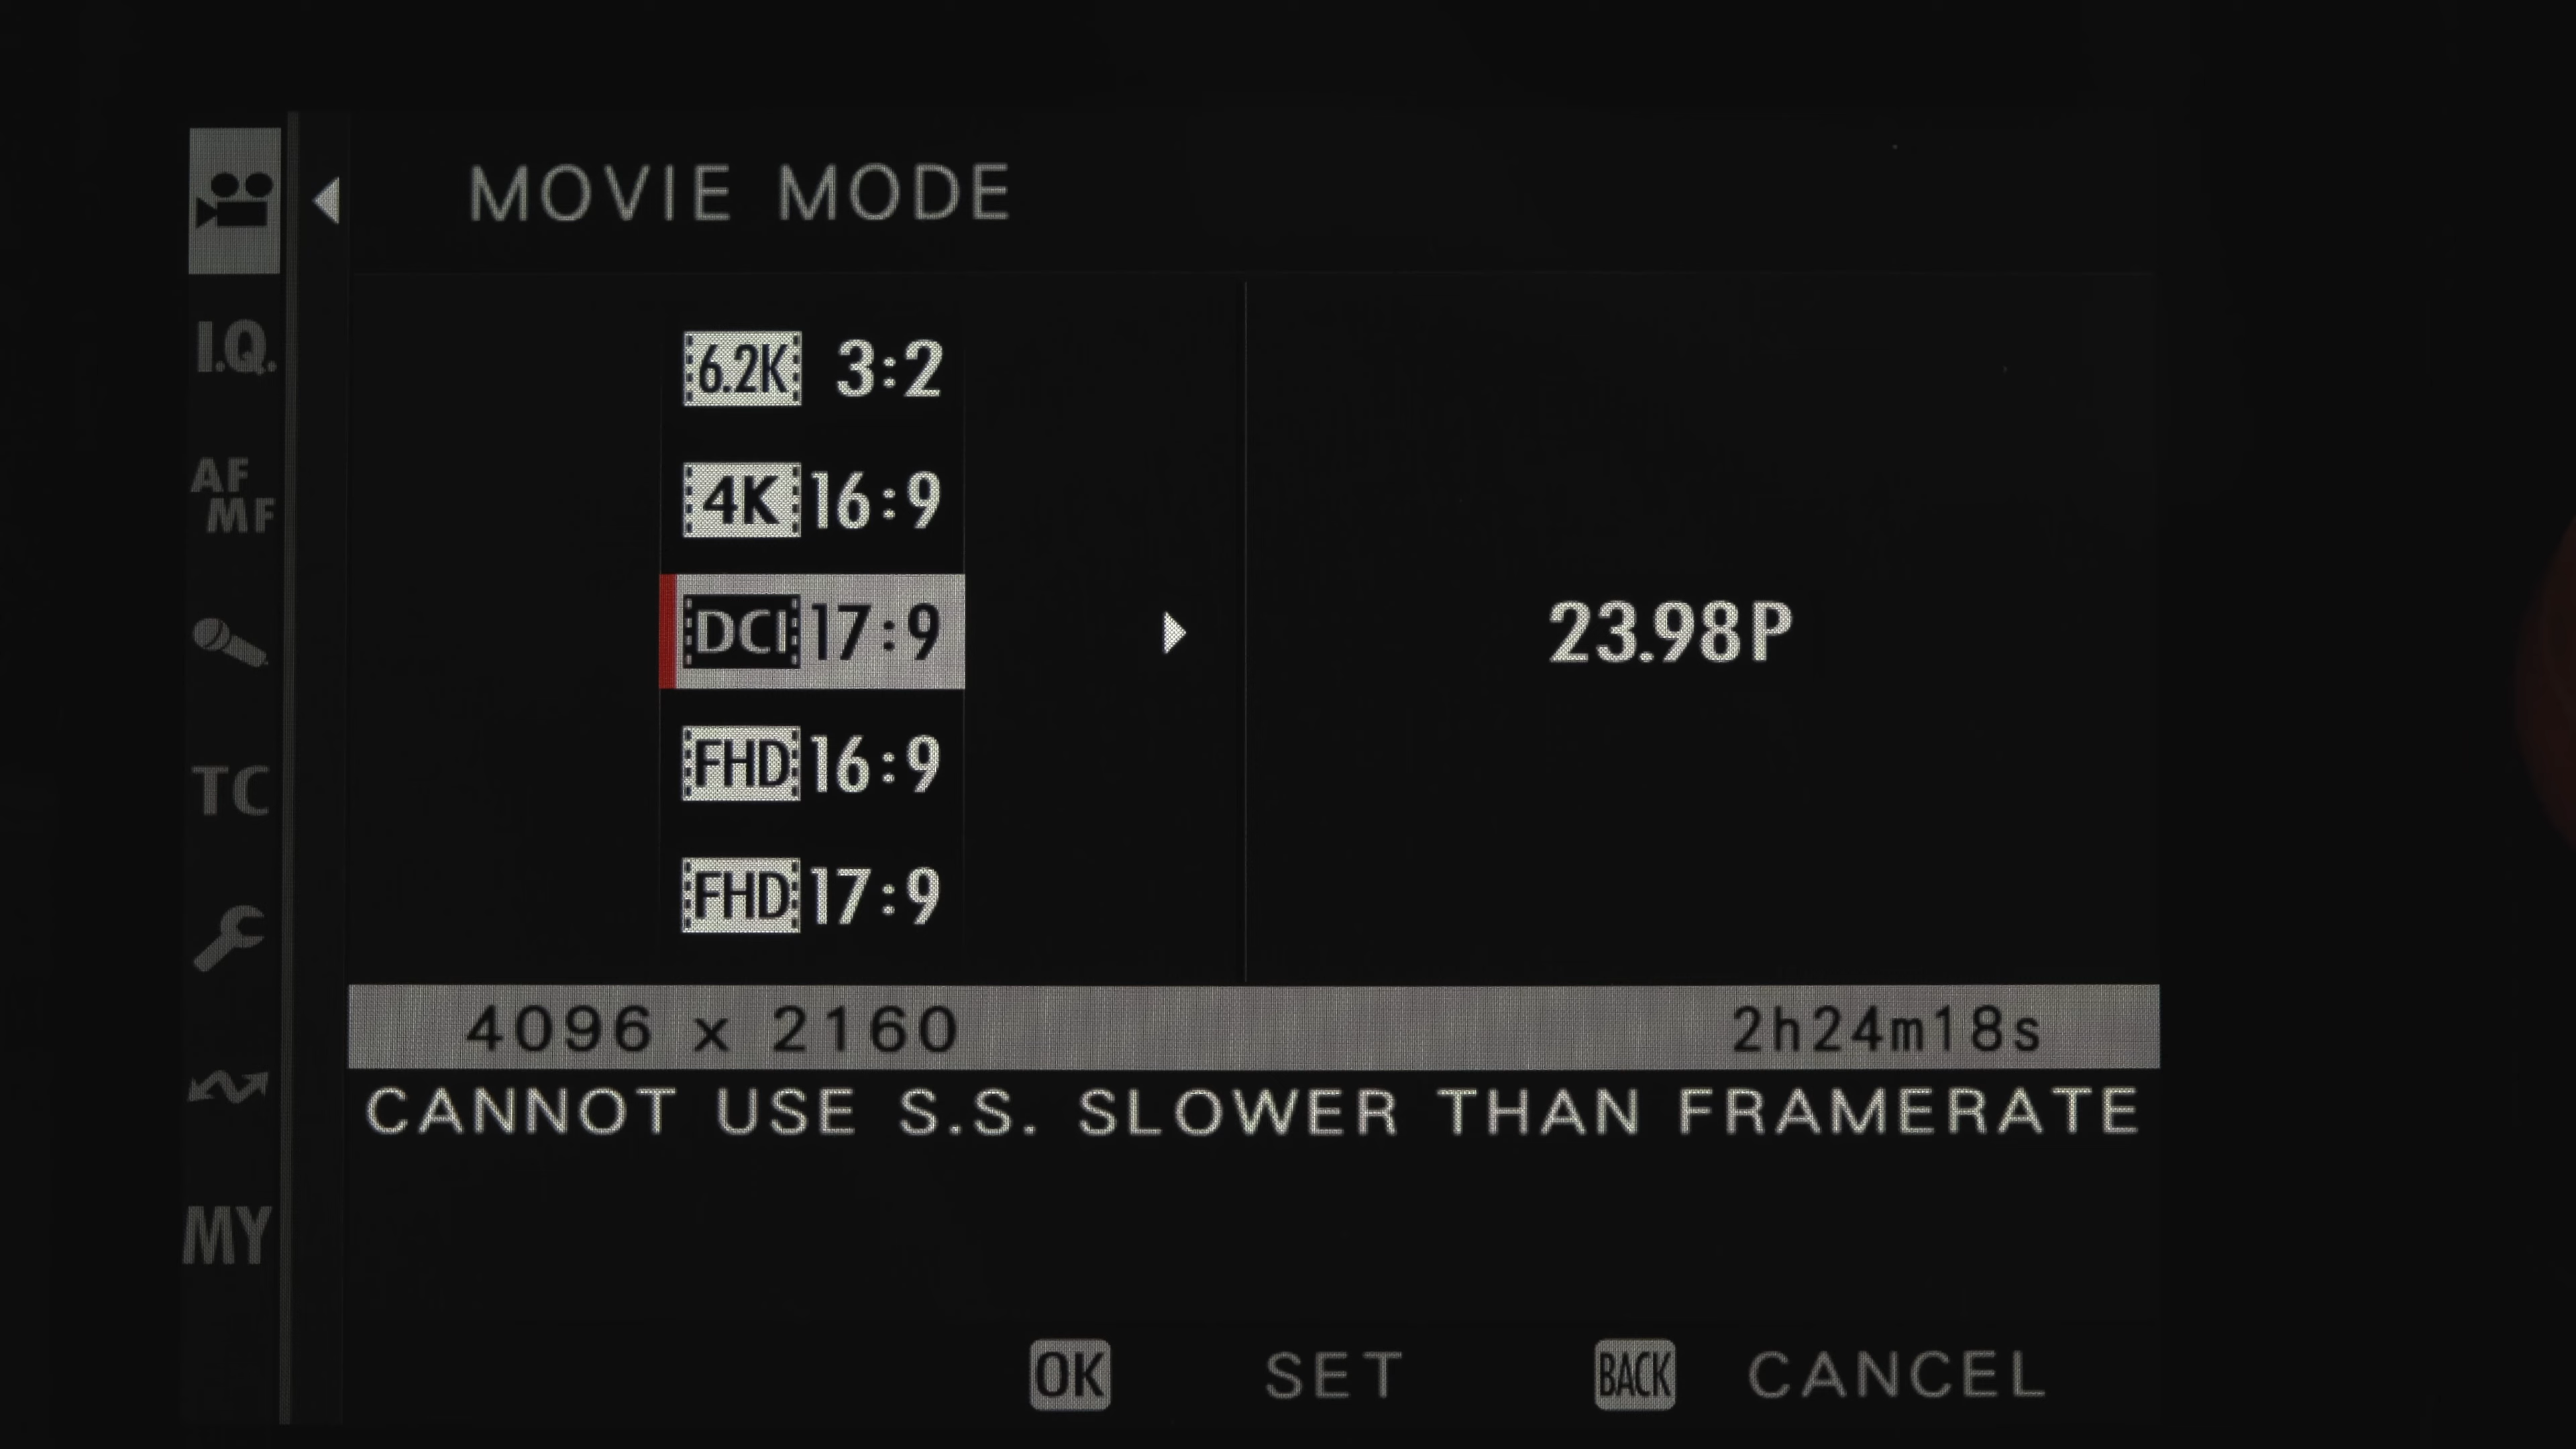 MOVIE MODE
I.Q.
AF
MF
TC
MY
6.2K 3:2
4K 16:9
DCI 17:9
FHD 16:9
FHD 17:9
23.98P
4096 x 2160 2h24m18s
CANNOT USE S.S. SLOWER THAN FRAMERATE
OK SET BACK CANCEL